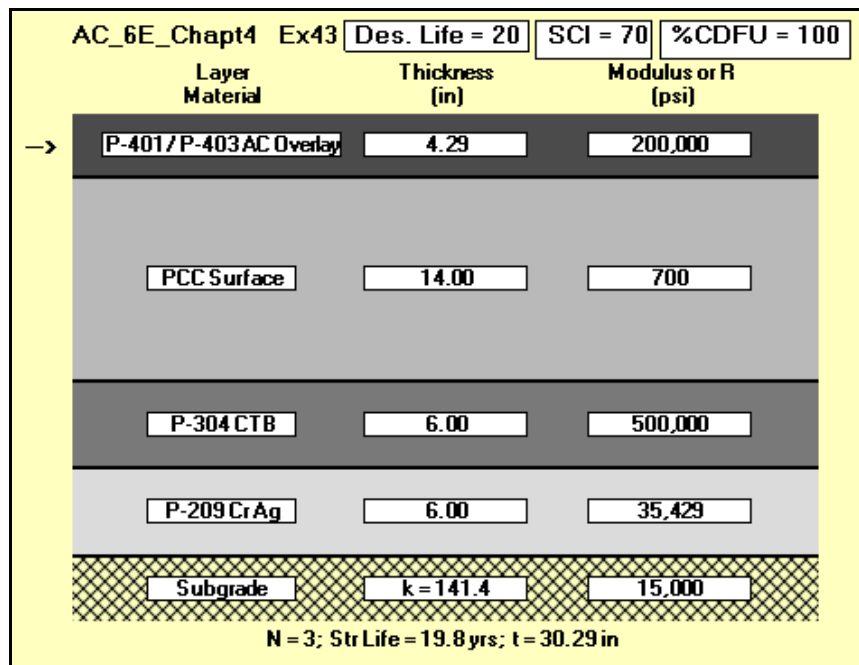 AC_6E_Chapt4 Ex43 Des. Life = 20 SCI = 70 %CDFU = 100
Layer Material Thickness (in) Modulus or R (psi)
--> P-401/ P-403 AC Overlay 4.29 200,000
PCC Surface 14.00 700
P-304 CTB 6.00 500,000
P-209 CrAg 6.00 35,429
Subgrade k = 141.4 15,000
N = 3; Str Life = 19.8 yrs; t = 30.29 in